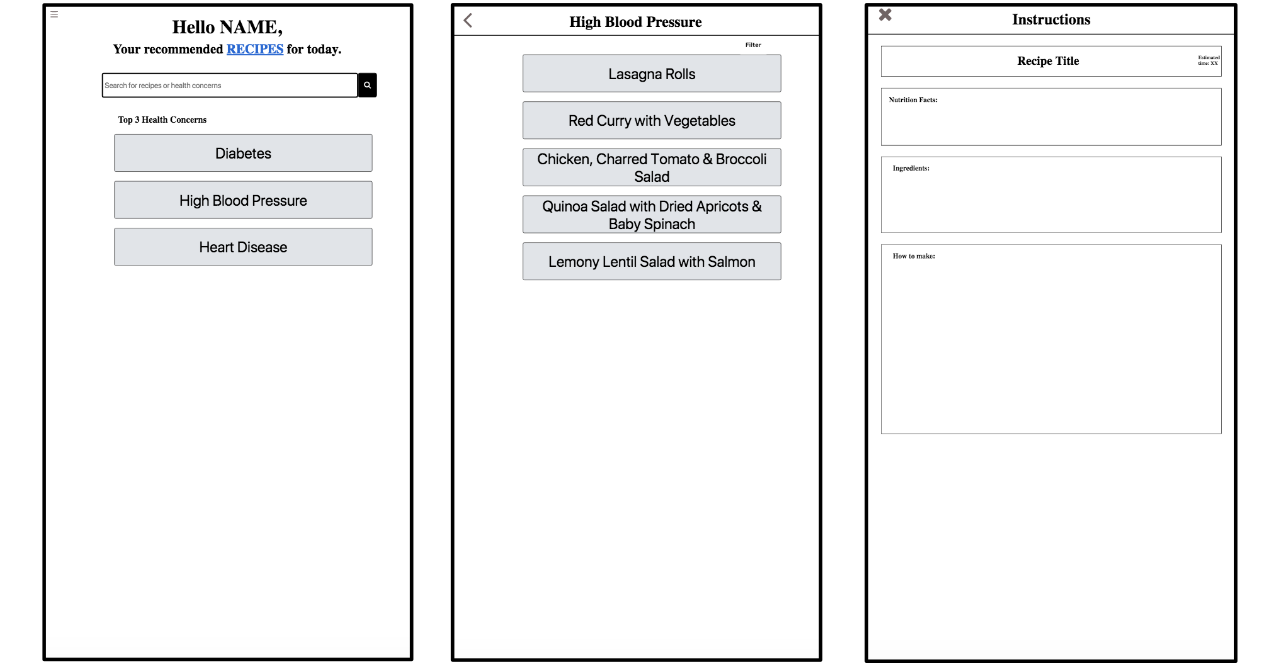 Hello NAME,
Your recommended RECIPES for today.
Search for recipes or health concerns
Top 3 Health Concerns
Diabetes
High Blood Pressure
Heart Disease
High Blood Pressure
Filter
Lasagna Rolls
Red Curry with Vegetables
Chicken, Charred Tomato & Broccoli
Salad
Quinoa Salad with Dried Apricots &
Baby Spinach
Lemony Lentil Salad with Salmon
Instructions
Recipe Title
Estimated
time: XX
Nutrition Facts:
Ingredients:
How to make: